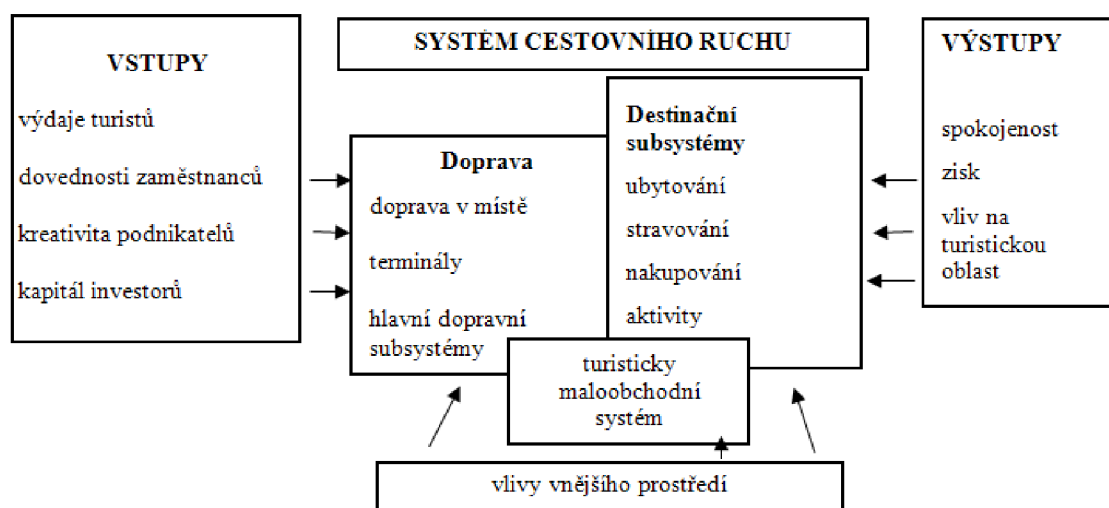 VSTUPY
výdaje turistů
dovednosti zaměstnanců
kreativita podnikatelů
kapitál investorů
SYSTÉM CESTOVNÍHO RUCHU
Doprava
doprava v místě
terminály
hlavní dopravní
subsystémy
Destinační
subsystémy
ubytování
stravování
nakupování
aktivity
turisticky
maloobchodní
systém
vlivy vnějšího prostředí
VÝSTUPY
spokojenost
zisk
vliv na
turistickou
oblast